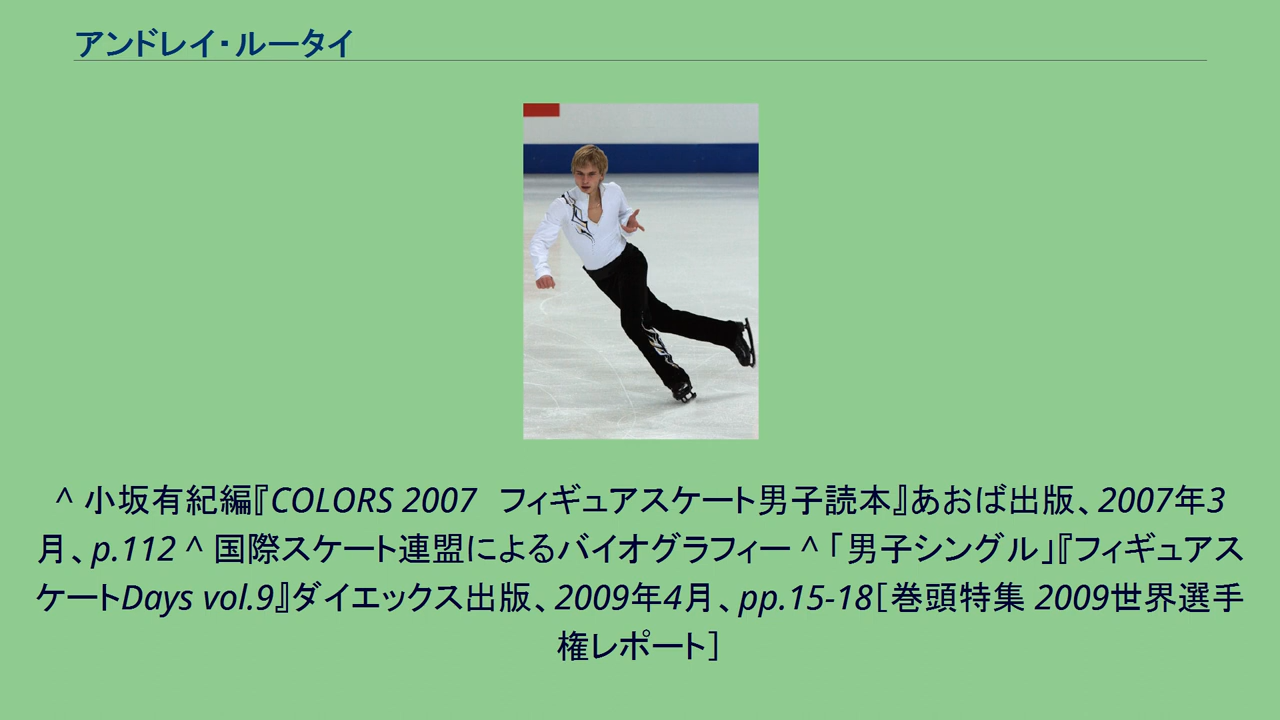 アンドレイ・ルータイ
^ 小坂有紀編『COLORS 2007　フィギュアスケート男子読本』あおば出版、2007年3
月、p.112 ^ 国際スケート連盟によるバイオグラフィー ^ 「男子シングル」『フィギュアス
ケートDays vol.9』ダイエックス出版、2009年4月、pp.15-18［巻頭特集 2009世界選手
権レポート］